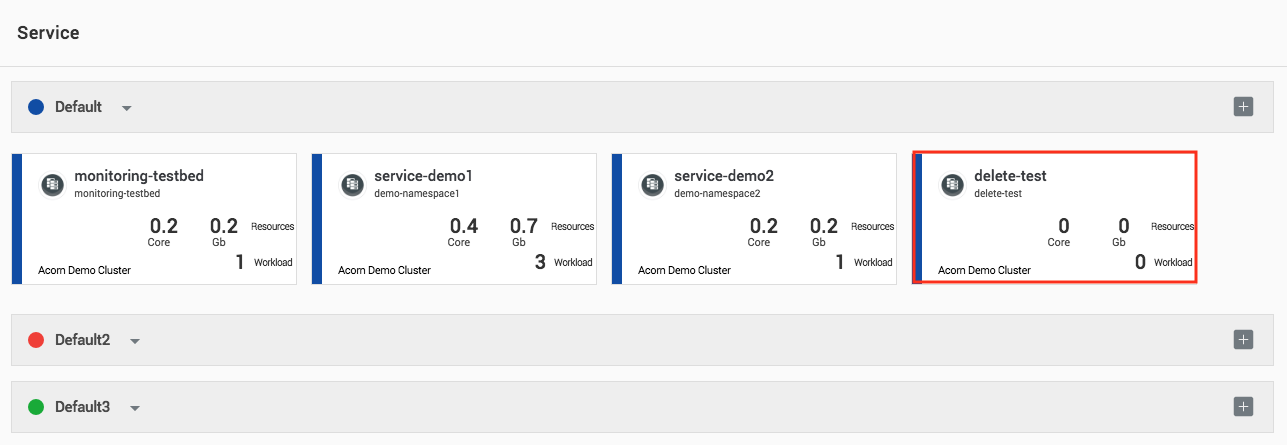 Service
Default
monitoring-testbed
monitoring-testbed
0.2 0.2 Resources
Core Gb
1 Workload
Acorn Demo Cluster
service-demo1
demo-namespace1
0.4 0.7 Resources
Core Gb
3 Workload
Acorn Demo Cluster
service-demo2
demo-namespace2
0.2 0.2 Resources
Core Gb
1 Workload
Acorn Demo Cluster
delete-test
delete-test
0 0 Resources
Core Gb
0 Workload
Acorn Demo Cluster
Default2
Default3